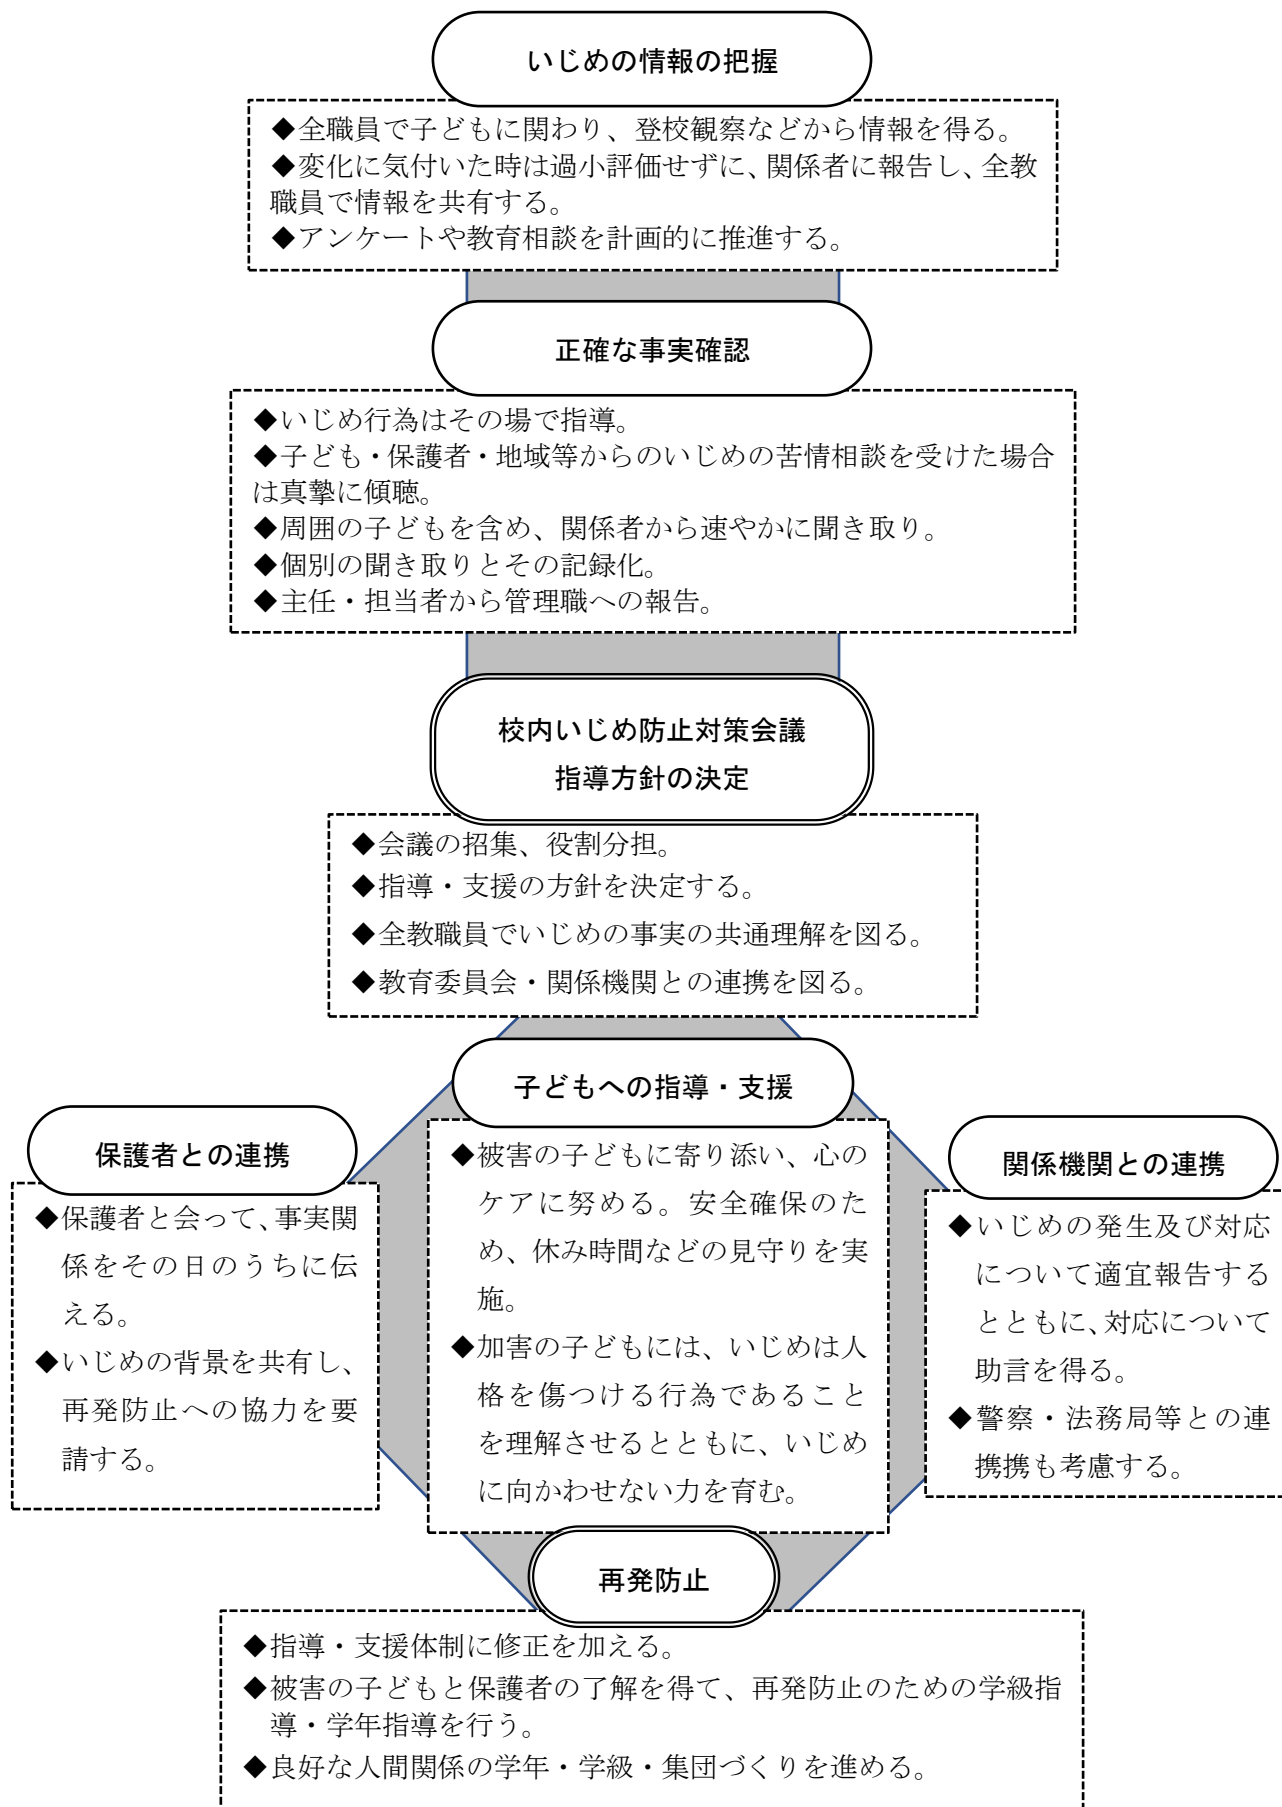 いじめの情報の把握
◆全職員で子どもに関わり、登校観察などから情報を得る。
◆変化に気付いた時は過小評価せずに、関係者に報告し、全教
職員で情報を共有する。
◆アンケートや教育相談を計画的に推進する。
正確な事実確認
◆いじめ行為はその場で指導。
◆子ども・保護者・地域等からのいじめの苦情相談を受けた場合
は真摯に傾聴。
◆周囲の子どもを含め、関係者から速やかに聞き取り。
◆個別の聞き取りとその記録化。
◆主任・担当者から管理職への報告。
校内いじめ防止対策会議
指導方針の決定
◆会議の招集、役割分担。
◆指導・支援の方針を決定する。
◆全教職員でいじめの事実の共通理解を図る。
◆教育委員会・関係機関との連携を図る。
保護者との連携
◆保護者と会って、事実関
係をその日のうちに伝
える。
◆いじめの背景を共有し、
再発防止への協力を要
請する。
子どもへの指導・支援
◆被害の子どもに寄り添い、心の
ケアに努める。安全確保のた
め、休み時間などの見守りを実
施。
◆加害の子どもには、いじめは人
格を傷つける行為であること
を理解させるとともに、いじめ
に向かわせない力を育む。
関係機関との連携
◆いじめの発生及び対応
について適宜報告する
とともに、対応について
助言を得る。
◆警察・法務局等との連
携携も考慮する。
再発防止
◆指導・支援体制に修正を加える。
◆被害の子どもと保護者の了解を得て、再発防止のための学級指
導・学年指導を行う。
◆良好な人間関係の学年・学級・集団づくりを進める。